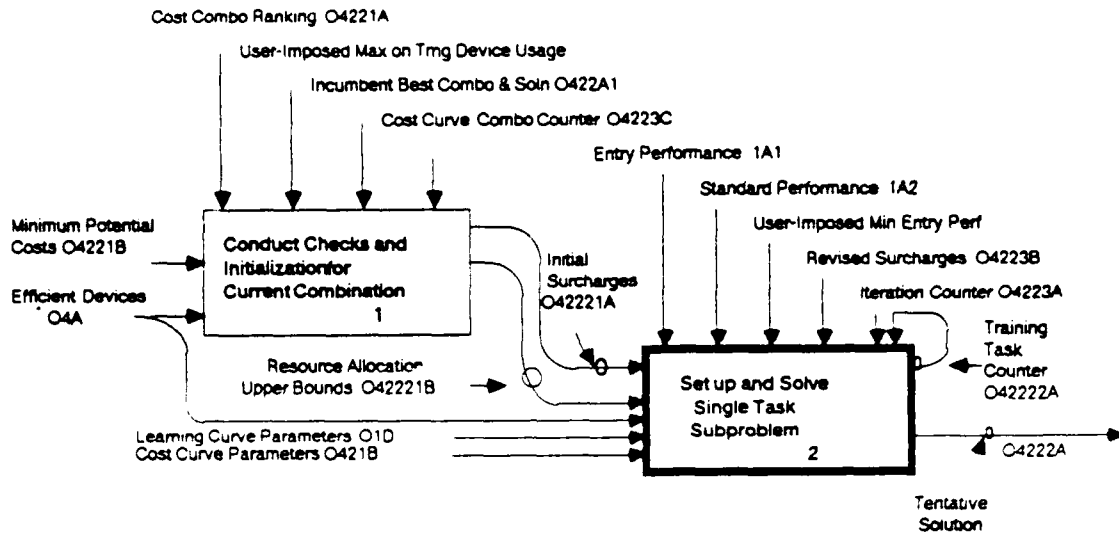 Cost Combo Ranking O4221A
User-Imposed Max on Trng Device Usage
Incumbent Best Combo & Soln O422A1
Cost Curve Combo Counter O4223C
Entry Performance 1A1
Standard Performance 1A2
User-Imposed Min Entry Perf
Revised Surcharges O4223B
Iteration Counter O4223A
Minimum Potential
Costs O4221B
Efficient Devices
O4A
Conduct Checks and
Initializationfor
Current Combination
1
Initial
Surcharges
O42221A
Training
Task
Counter
O42222A
Resource Allocation
Upper Bounds O42221B
Set up and Solve
Single Task
Subproblem
2
Learning Curve Parameters O1D
Cost Curve Parameters O421B
O4222A
Tentative
Solution